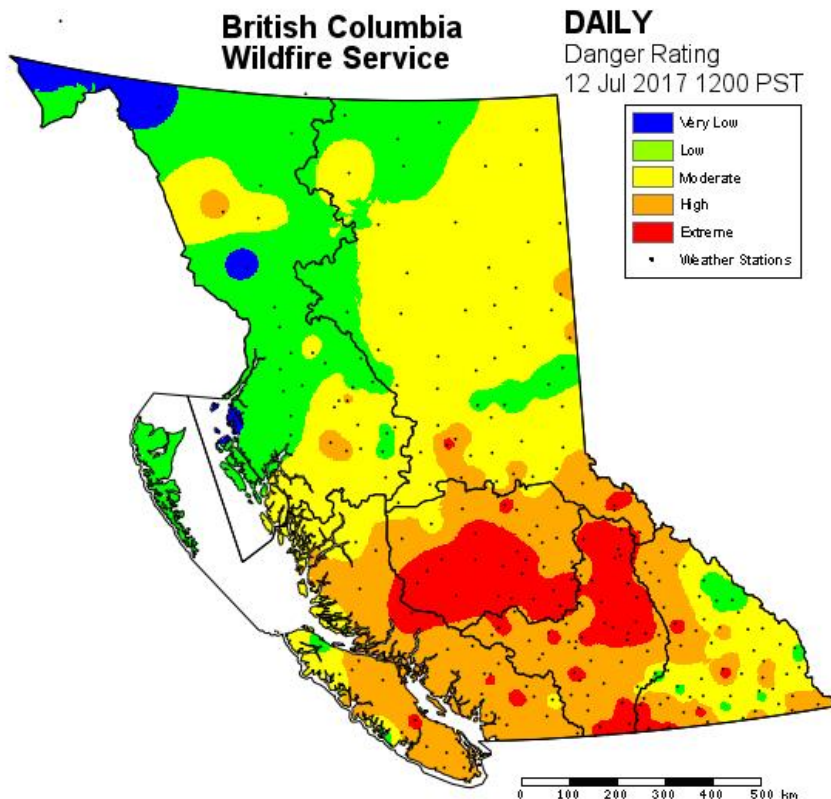 British Columbia
Wildfire Service
DAILY
Danger Rating
12 Jul 2017 1200 PST
Very Low
Low
Moderate
High
Extreme
Weather Stations
0 100 200 300 400 500 km